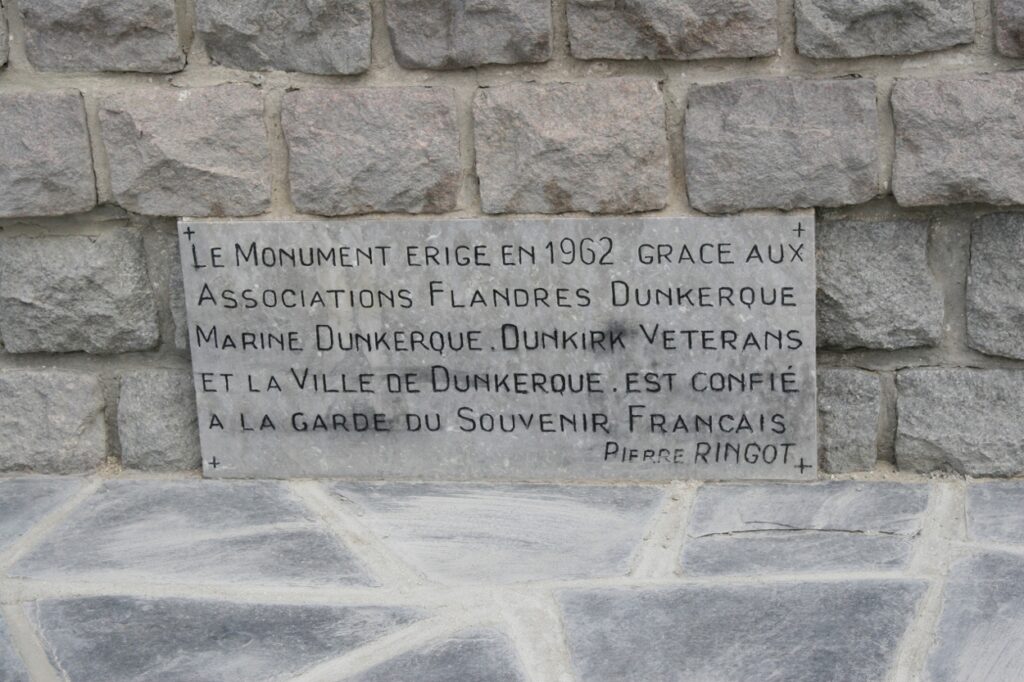 LE MONUMENT ERIGE EN 1962 GRACE AUX
ASSOCIATIONS FLANDRES DUNKERQUE
MARINE DUNKERQUE. DUNKIRK VETERANS
ET LA VILLE DE DUNKERQUE. EST CONFIÉ
A LA GARDE DU SOUVENIR FRANCAIS
PIERRE RINGOT